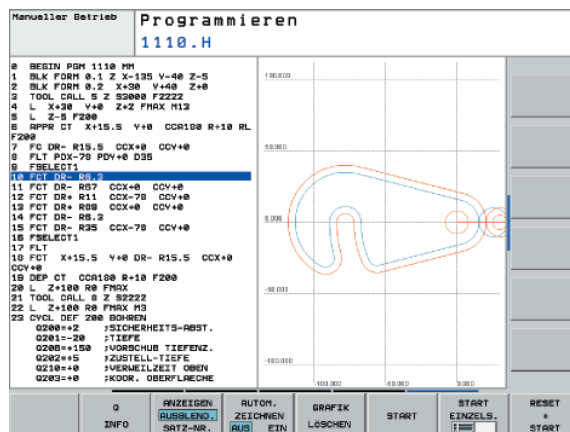 Manueller Betrieb
Programmieren
1110.H
0 BEGIN PGM 1110 MM
1 BLK FORM 0.1 Z X-135 Y-40 Z-5
2 BLK FORM 0.2 X+30 Y+40 Z+0
3 TOOL CALL 5 Z S3000 F2222
4 L X+30 Y+0 Z+2 FMAX M13
5 L Z-5 F200
6 APPR CT X+15.5 Y+0 CCA180 R+10 RL
F200
7 FC DR- R15.5 CCX+0 CCY+0
8 FLT PDX-78 PDY+0 D35
9 FSELECT1
10 FCT DR- R6.3
11 FCT DR- R67 CCX+0 CCY+0
12 FCT DR+ R11 CCX-78 CCY+0
13 FCT DR+ R89 CCX+0 CCY+0
14 FCT DR- R6.3
15 FCT DR- R35 CCX-78 CCY+0
16 FSELECT1
17 FLT
18 FCT X+15.5 Y+0 DR- R15.5 CCX+0
CCY+0
19 DEP CT CCA180 R+10 F200
20 L Z+100 R0 FMAX
21 TOOL CALL 8 Z S2222
22 L Z+100 R0 FMAX M3
23 CYCL DEF 200 BOHREN
Q200=+2 ;SICHERHEITS-ABST.
Q201=-20 ;TIEFE
Q206=+150 ;VORSCHUB TIEFENZ.
Q202=+5 ;ZUSTELL-TIEFE
Q210=+0 ;VERWEILZEIT OBEN
Q203=+0 ;KOOR. OBERFLAECHE
50.000
0.000
-50.000
-100.000
-100.000
-50.000
0.000
Q
INFO
ANZEIGEN
AUSBLEND.
SATZ-NR.
AUTOM.
ZEICHNEN
AUS EIN
GRAFIK
LÖSCHEN
START
START
EINZELS.
RESET
+
START